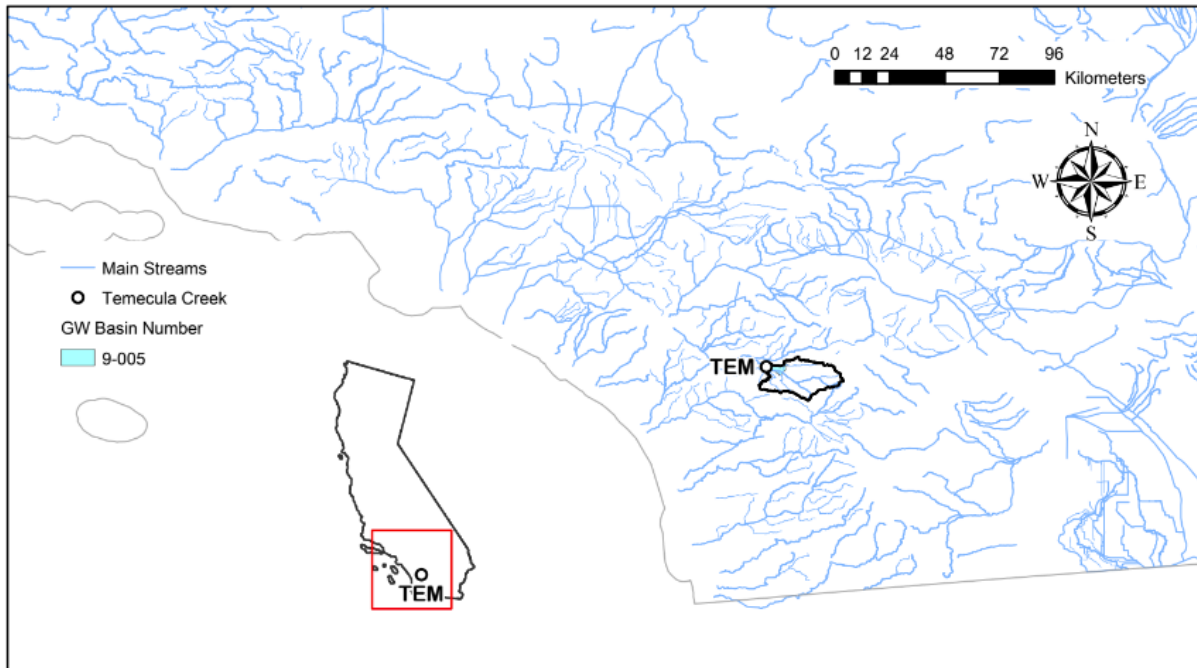 0 12 24 48 72 96
Kilometers
N
W E
S
Main Streams
Temecula Creek
GW Basin Number
9-005
TEM
TEM